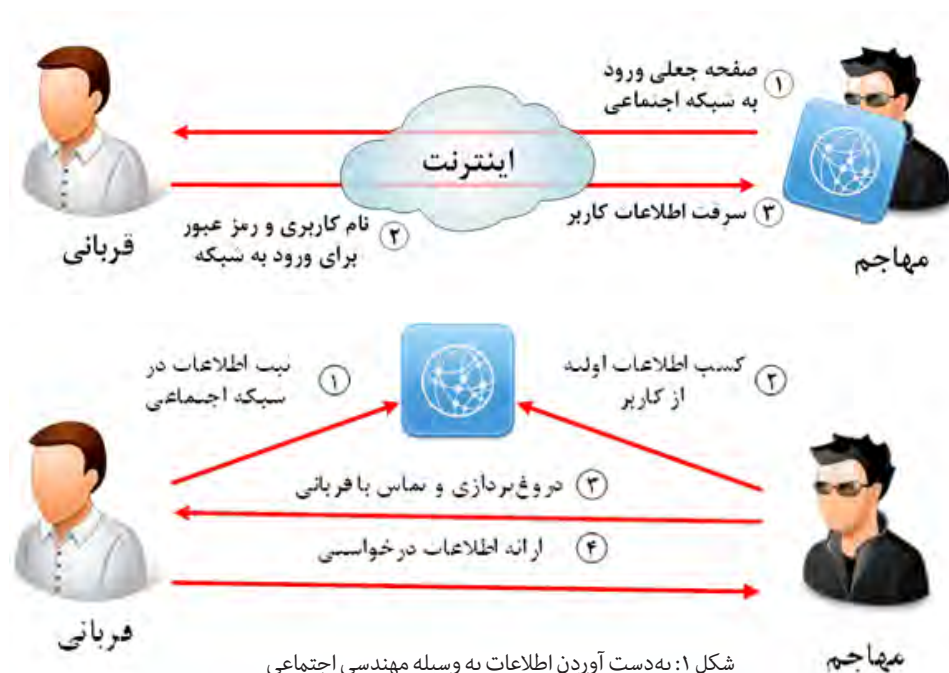 صفحه جعلی ورود
به شبکه اجتماعی
۱
اینترنت
۳ سرقت اطلاعات کاربر
۲ نام کاربری و رمز عبور
برای ورود به شبکه
قربانی
مهاجم
ثبت اطلاعات در
شبکه اجتماعی
۱
کسب اطلاعات اولیه
از کاربر
۲
۳ دروغ‌پردازی و تماس با قربانی
۴ ارائه اطلاعات درخواستی
قربانی
مهاجم
شکل ۱: به‌دست آوردن اطلاعات به وسیله مهندسی اجتماعی